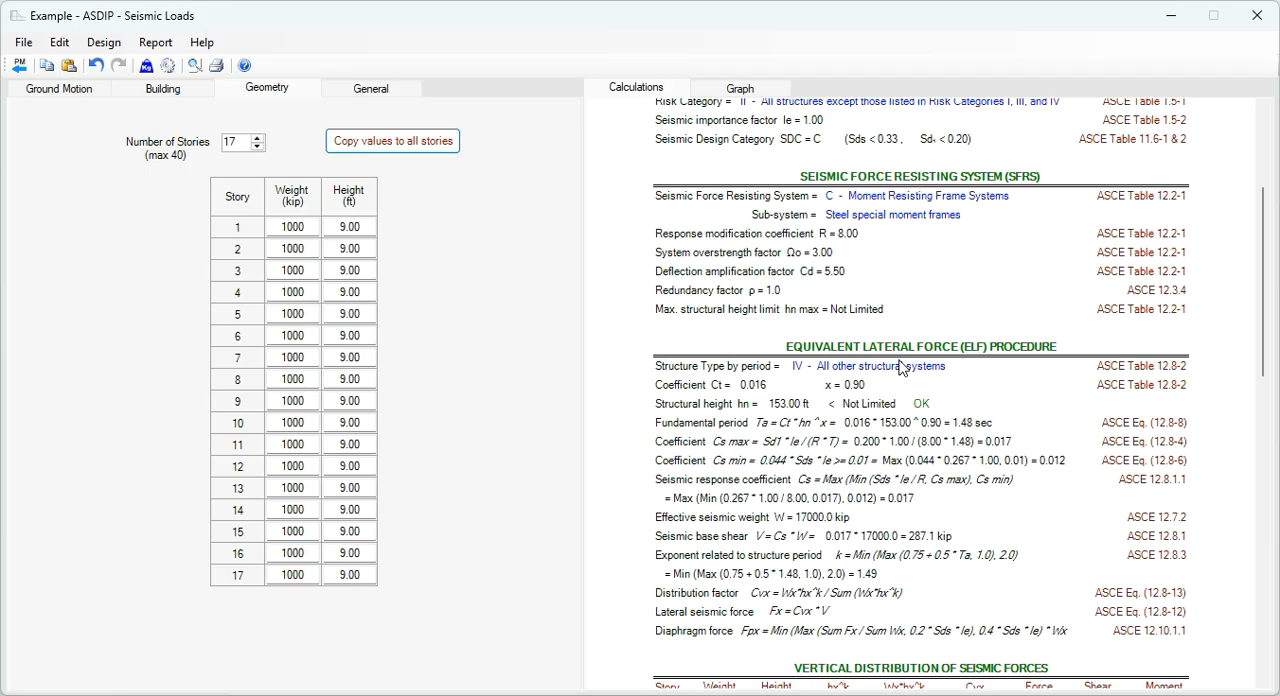 Example - ASDIP - Seismic Loads
File Edit Design Report Help
PM
Ground Motion Building Geometry General
Calculations Graph
Number of Stories 17
(max 40)
Copy values to all stories
Story Weight (kip) Height (ft)
1 1000 9.00
2 1000 9.00
3 1000 9.00
4 1000 9.00
5 1000 9.00
6 1000 9.00
7 1000 9.00
8 1000 9.00
9 1000 9.00
10 1000 9.00
11 1000 9.00
12 1000 9.00
13 1000 9.00
14 1000 9.00
15 1000 9.00
16 1000 9.00
17 1000 9.00
Risk Category = II - All structures except those listed in Risk Categories I, III, and IV ASCE Table 1.5-1
Seismic importance factor Ie = 1.00 ASCE Table 1.5-2
Seismic Design Category SDC = C (Sds < 0.33 , Sd₁ < 0.20) ASCE Table 11.6-1 & 2
SEISMIC FORCE RESISTING SYSTEM (SFRS)
Seismic Force Resisting System = C - Moment Resisting Frame Systems ASCE Table 12.2-1
Sub-system = Steel special moment frames
Response modification coefficient R = 8.00 ASCE Table 12.2-1
System overstrength factor Ωo = 3.00 ASCE Table 12.2-1
Deflection amplification factor Cd = 5.50 ASCE Table 12.2-1
Redundancy factor ρ = 1.0 ASCE 12.3.4
Max. structural height limit hn max = Not Limited ASCE Table 12.2-1
EQUIVALENT LATERAL FORCE (ELF) PROCEDURE
Structure Type by period = IV - All other structural systems ASCE Table 12.8-2
Coefficient Ct = 0.016 x = 0.90 ASCE Table 12.8-2
Structural height hn = 153.00 ft < Not Limited OK
Fundamental period Ta = Ct * hn ^ x = 0.016 * 153.00 ^ 0.90 = 1.48 sec ASCE Eq. (12.8-8)
Coefficient Cs max = Sd1 * Ie / (R * T) = 0.200 * 1.00 / (8.00 * 1.48) = 0.017 ASCE Eq. (12.8-4)
Coefficient Cs min = 0.044 * Sds * Ie >= 0.01 = Max (0.044 * 0.267 * 1.00, 0.01) = 0.012 ASCE Eq. (12.8-6)
Seismic response coefficient Cs = Max (Min (Sds * Ie / R, Cs max), Cs min) ASCE 12.8.1.1
= Max (Min (0.267 * 1.00 / 8.00, 0.017), 0.012) = 0.017
Effective seismic weight W = 17000.0 kip ASCE 12.7.2
Seismic base shear V = Cs * W = 0.017 * 17000.0 = 287.1 kip ASCE 12.8.1
Exponent related to structure period k = Min (Max (0.75 + 0.5 * Ta, 1.0), 2.0) ASCE 12.8.3
= Min (Max (0.75 + 0.5 * 1.48, 1.0), 2.0) = 1.49
Distribution factor Cvx = Wx*hx^k / Sum (Wx*hx^k) ASCE Eq. (12.8-13)
Lateral seismic force Fx = Cvx * V ASCE Eq. (12.8-12)
Diaphragm force Fpx = Min (Max (Sum Fx / Sum Wx, 0.2 * Sds * Ie), 0.4 * Sds * Ie) * Wx ASCE 12.10.1.1
VERTICAL DISTRIBUTION OF SEISMIC FORCES
Story Weight Height hx^k Wx*hx^k Cvx Force Shear Moment